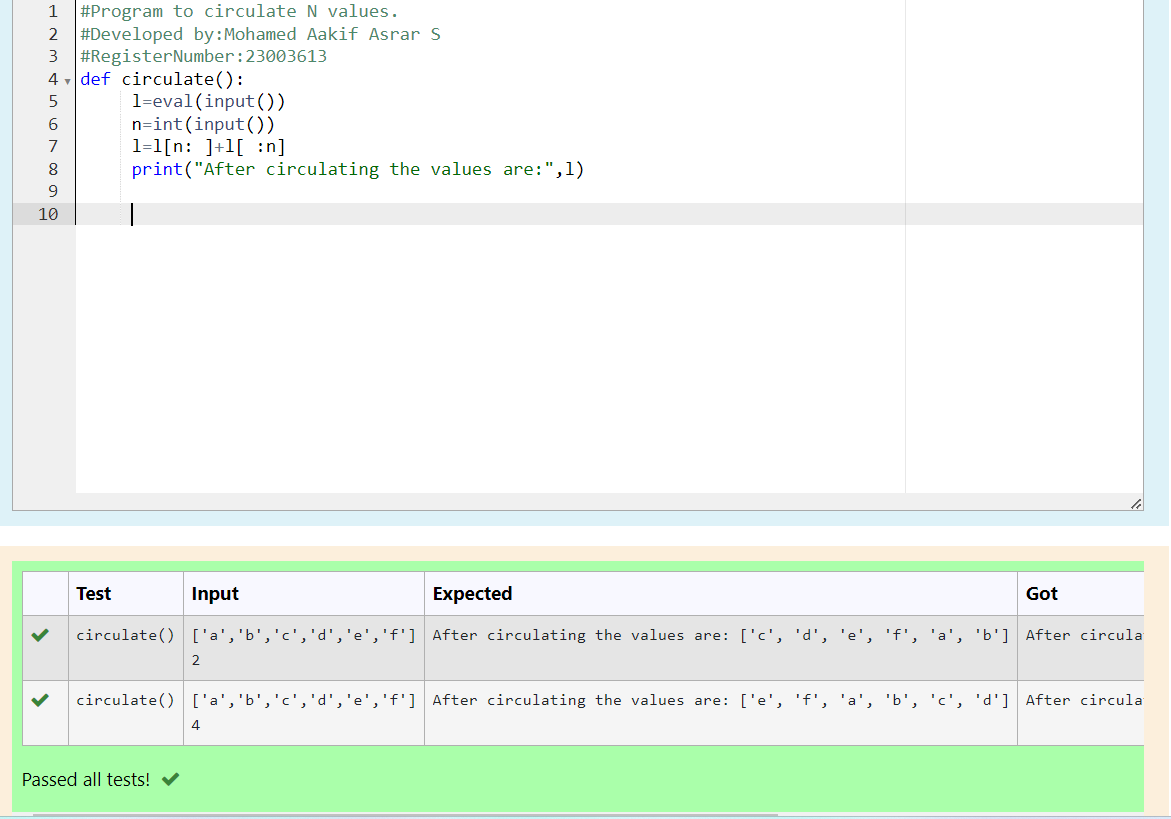 1 #Program to circulate N values.
2 #Developed by:Mohamed Aakif Asrar S
3 #RegisterNumber:23003613
4 def circulate():
5 l=eval(input())
6 n=int(input())
7 l=l[n: ]+l[ :n]
8 print("After circulating the values are:",l)
9
10
Test Input Expected Got
circulate() ['a','b','c','d','e','f'] After circulating the values are: ['c', 'd', 'e', 'f', 'a', 'b'] After
2
circulate() ['a','b','c','d','e','f'] After circulating the values are: ['e', 'f', 'a', 'b', 'c', 'd'] After
4
Passed all tests!